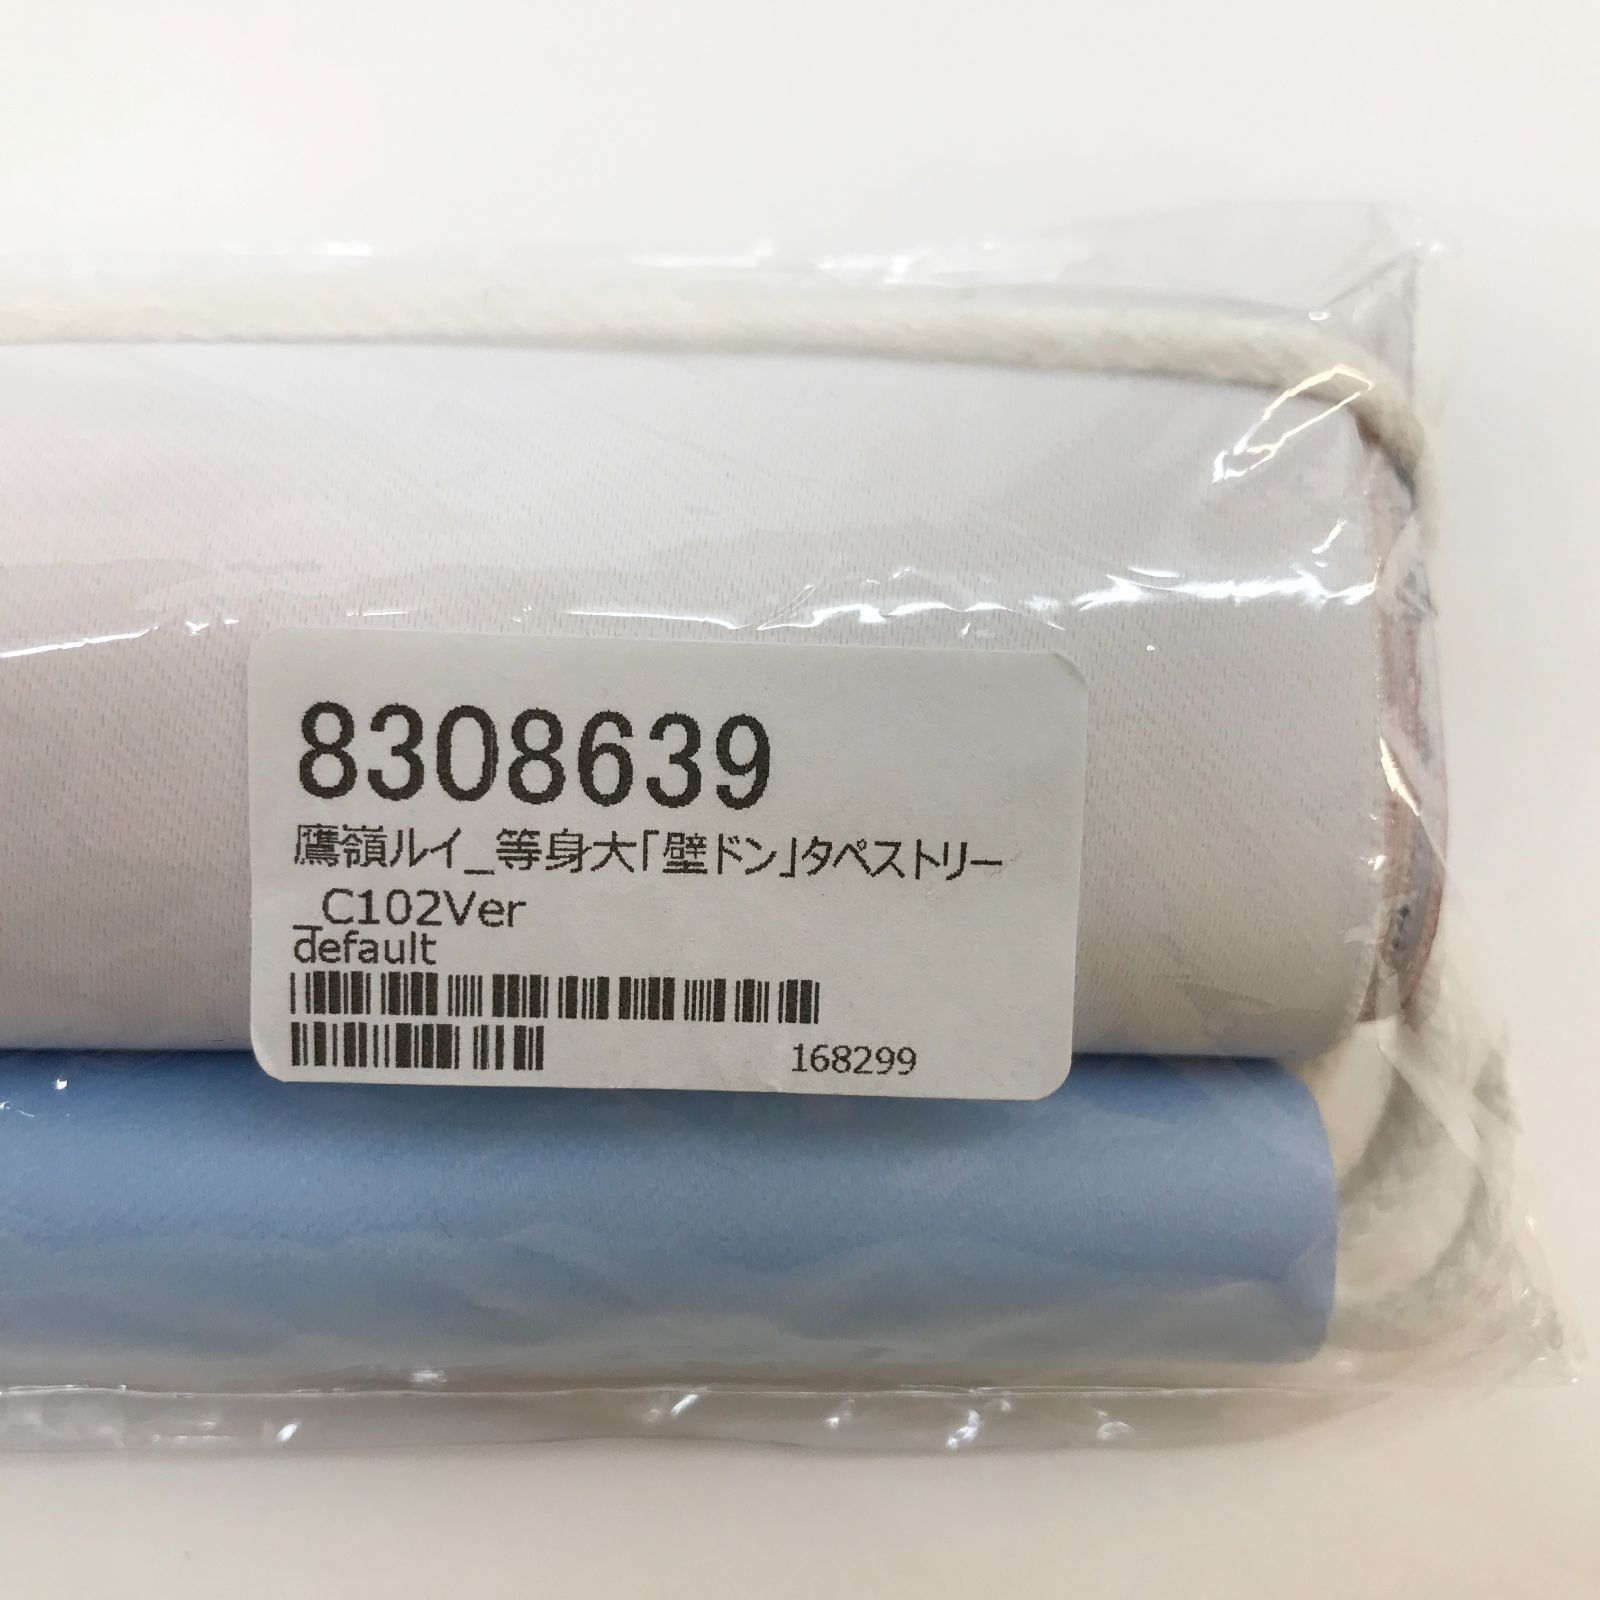 8308639
鷹嶺ルイ_等身大「壁ドン」タペストリー
_C102Ver
default
168299